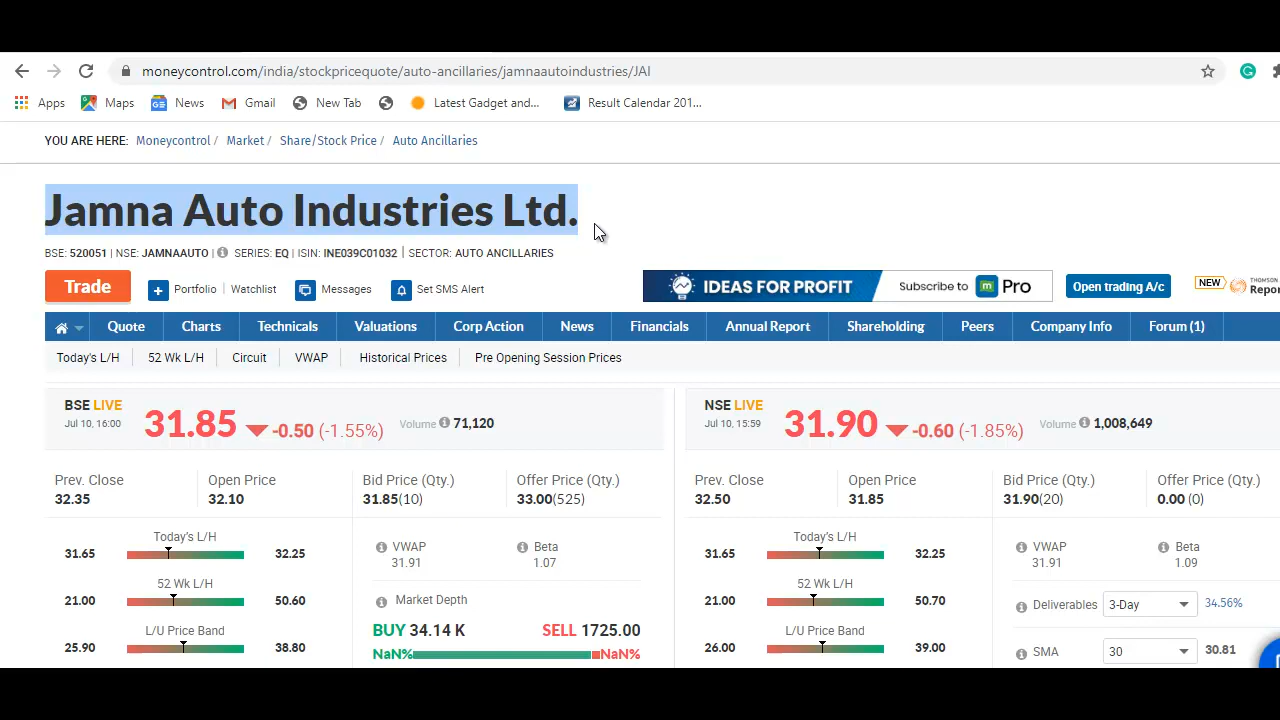 moneycontrol.com/india/stockpricequote/auto-ancillaries/jamnaautoindustries/JAI
Apps Maps News Gmail New Tab Latest Gadget and... Result Calendar 201...
YOU ARE HERE: Moneycontrol / Market / Share/Stock Price / Auto Ancillaries
Jamna Auto Industries Ltd.
BSE: 520051 | NSE: JAMNAAUTO | SERIES: EQ | ISIN: INE039C01032 | SECTOR: AUTO ANCILLARIES
Trade + Portfolio | Watchlist Messages Set SMS Alert IDEAS FOR PROFIT Subscribe to m Pro Open trading A/c NEW THOMSON
Repor
Quote Charts Technicals Valuations Corp Action News Financials Annual Report Shareholding Peers Company Info Forum (1)
Today's L/H 52 Wk L/H Circuit VWAP Historical Prices Pre Opening Session Prices
BSE LIVE
Jul 10, 16:00
31.85 -0.50 (-1.55%) Volume 71,120
Prev. Close Open Price Bid Price (Qty.) Offer Price (Qty.)
32.35 32.10 31.85(10) 33.00(525)
Today's L/H
31.65 32.25
52 Wk L/H
21.00 50.60
L/U Price Band
25.90 38.80
VWAP Beta
31.91 1.07
Market Depth
BUY 34.14 K SELL 1725.00
NaN% NaN%
NSE LIVE
Jul 10, 15:59
31.90 -0.60 (-1.85%) Volume 1,008,649
Prev. Close Open Price Bid Price (Qty.) Offer Price (Qty.)
32.50 31.85 31.90(20) 0.00 (0)
Today's L/H
31.65 32.25
52 Wk L/H
21.00 50.70
L/U Price Band
26.00 39.00
VWAP Beta
31.91 1.09
Deliverables 3-Day 34.56%
SMA 30 30.81